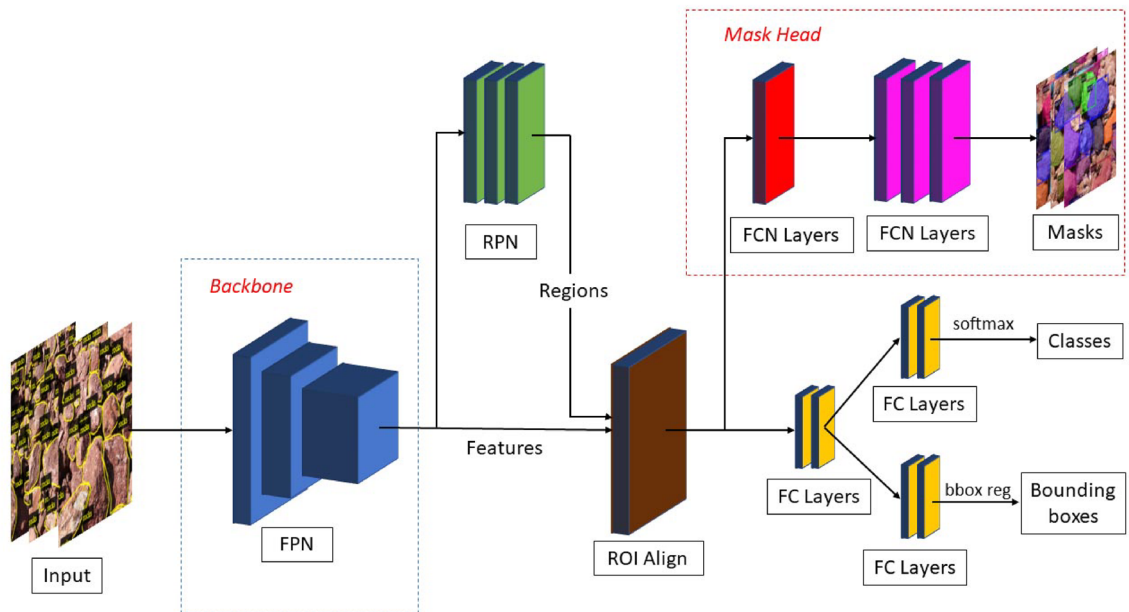 Mask Head
RPN
FCN Layers
FCN Layers
Masks
Backbone
Regions
softmax
Classes
FC Layers
Features
FC Layers
bbox reg
Bounding
boxes
FPN
ROI Align
FC Layers
Input